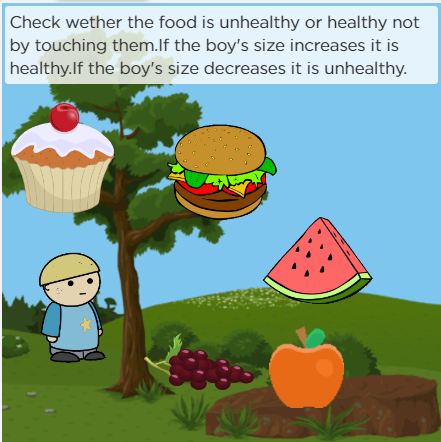 Check wether the food is unhealthy or healthy not
by touching them.If the boy's size increases it is
healthy.If the boy's size decreases it is unhealthy.